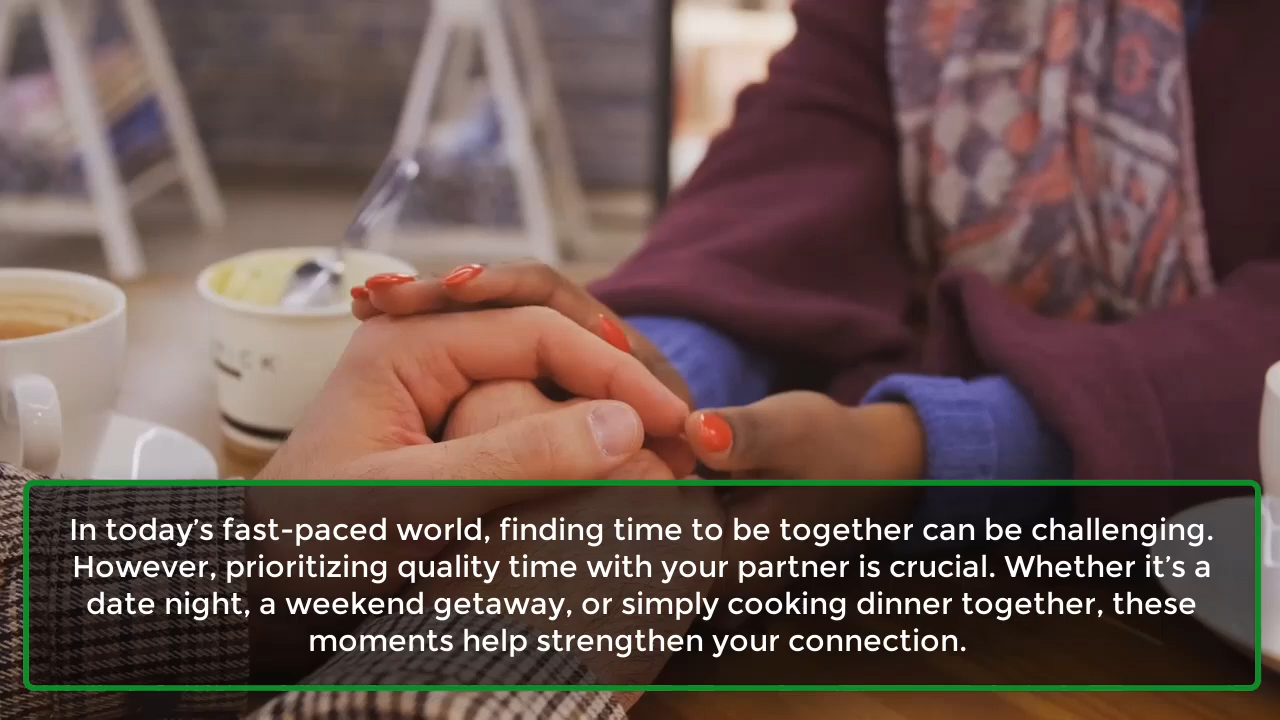 In today’s fast-paced world, finding time to be together can be challenging.
However, prioritizing quality time with your partner is crucial. Whether it’s a
date night, a weekend getaway, or simply cooking dinner together, these
moments help strengthen your connection.